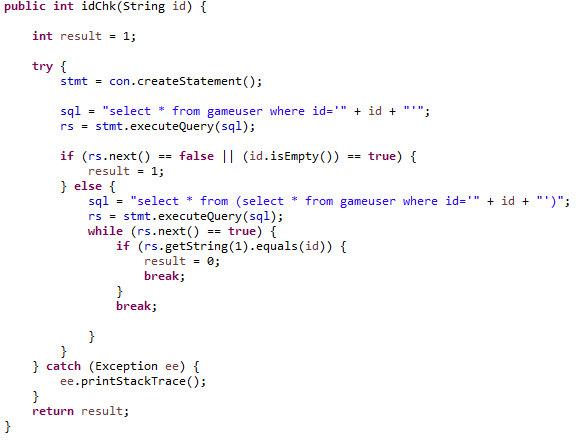 public int idChk(String id) {
int result = 1;
try {
stmt = con.createStatement();
sql = "select * from gameuser where id='" + id + "'";
rs = stmt.executeQuery(sql);
if (rs.next() == false || (id.isEmpty()) == true) {
result = 1;
} else {
sql = "select * from (select * from gameuser where id='" + id + "')";
rs = stmt.executeQuery(sql);
while (rs.next() == true) {
if (rs.getString(1).equals(id)) {
result = 0;
break;
}
break;
}
}
} catch (Exception ee) {
ee.printStackTrace();
}
return result;
}